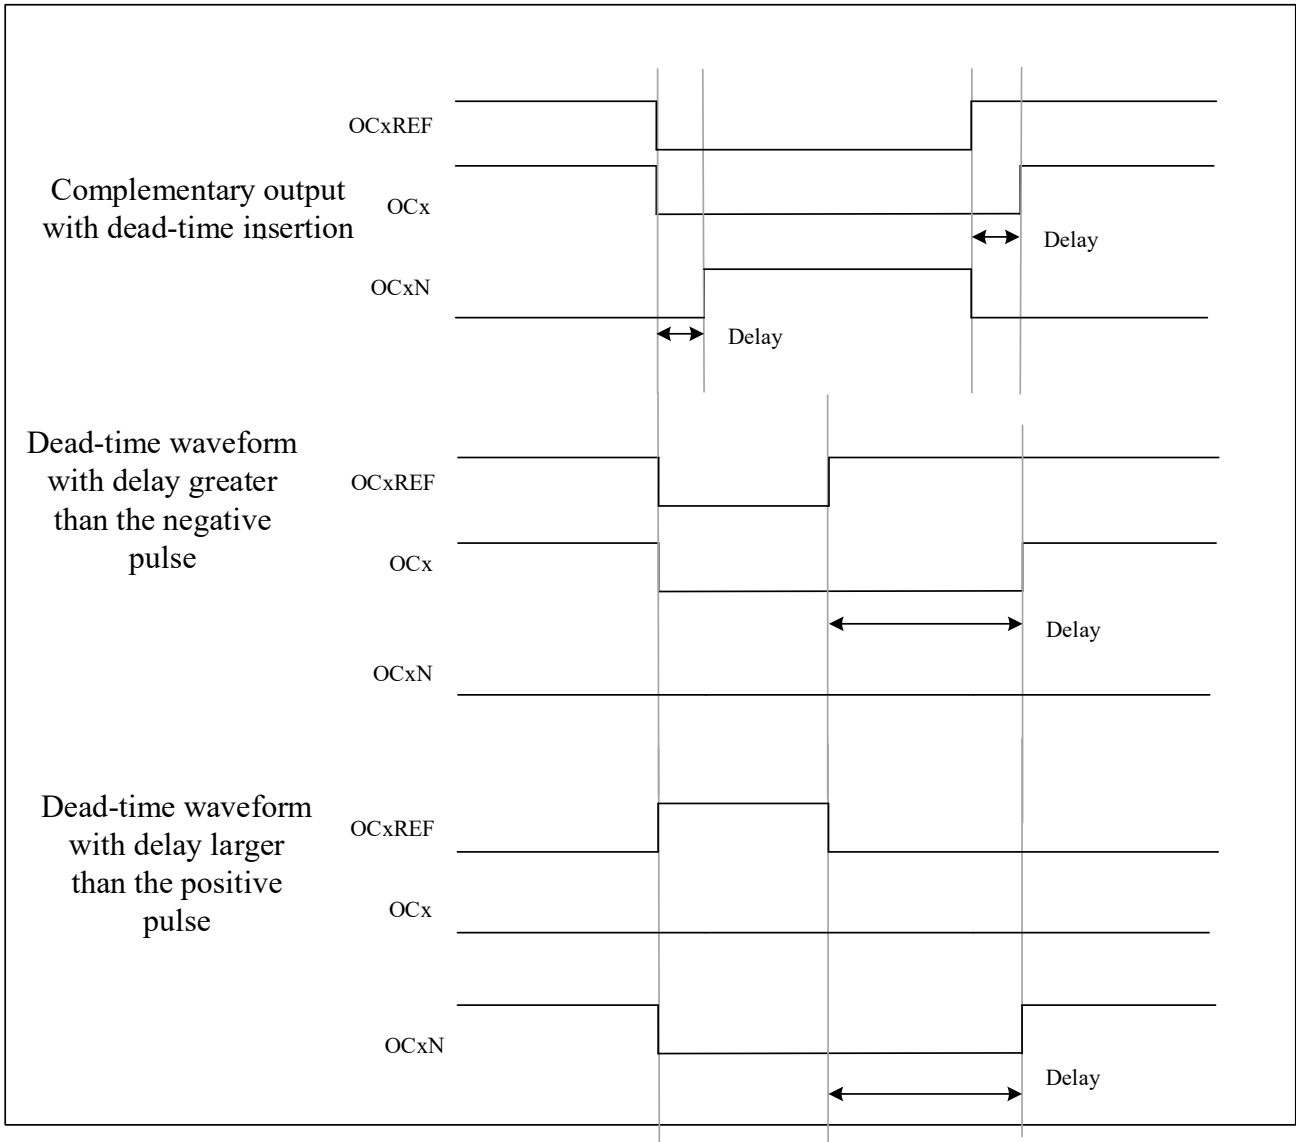 OCxREF
Complementary output
with dead-time insertion
OCx
Delay
OCxN
Delay
Dead-time waveform
with delay greater
than the negative
pulse
OCxREF
OCx
Delay
OCxN
Dead-time waveform
with delay larger
than the positive
pulse
OCxREF
OCx
OCxN
Delay